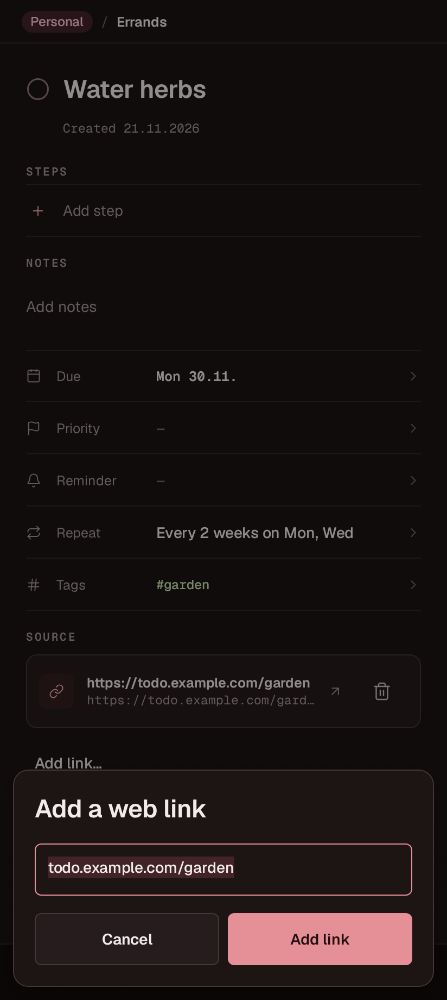 Personal / Errands
Water herbs
Created 21.11.2026
STEPS
+ Add step
NOTES
Add notes
Due Mon 30.11.
Priority –
Reminder –
Repeat Every 2 weeks on Mon, Wed
Tags #garden
SOURCE
https://todo.example.com/garden
https://todo.example.com/gard…
Add link…
Add a web link
todo.example.com/garden
Cancel Add link